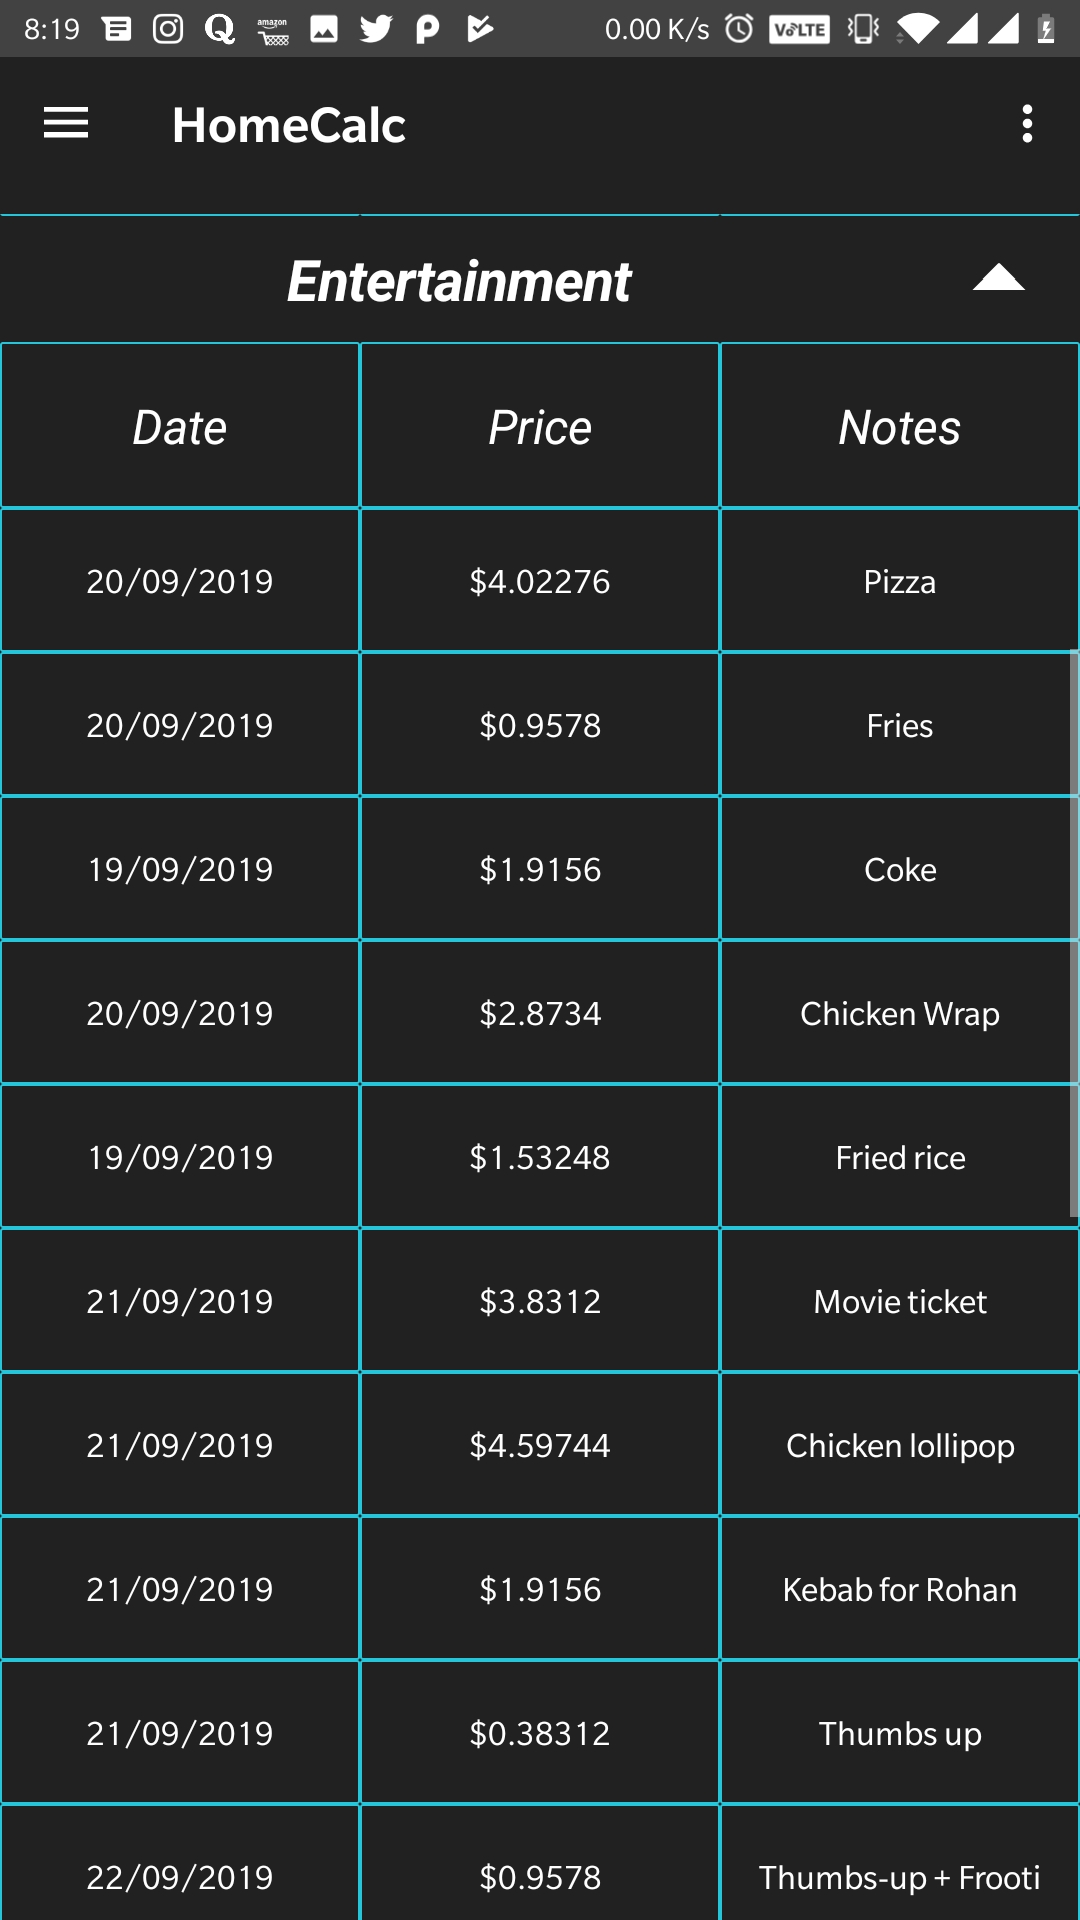 8:19 amazon 0.00 K/s VoLTE
HomeCalc
Entertainment
Date Price Notes
20/09/2019 $4.02276 Pizza
20/09/2019 $0.9578 Fries
19/09/2019 $1.9156 Coke
20/09/2019 $2.8734 Chicken Wrap
19/09/2019 $1.53248 Fried rice
21/09/2019 $3.8312 Movie ticket
21/09/2019 $4.59744 Chicken lollipop
21/09/2019 $1.9156 Kebab for Rohan
21/09/2019 $0.38312 Thumbs up
22/09/2019 $0.9578 Thumbs-up + Frooti